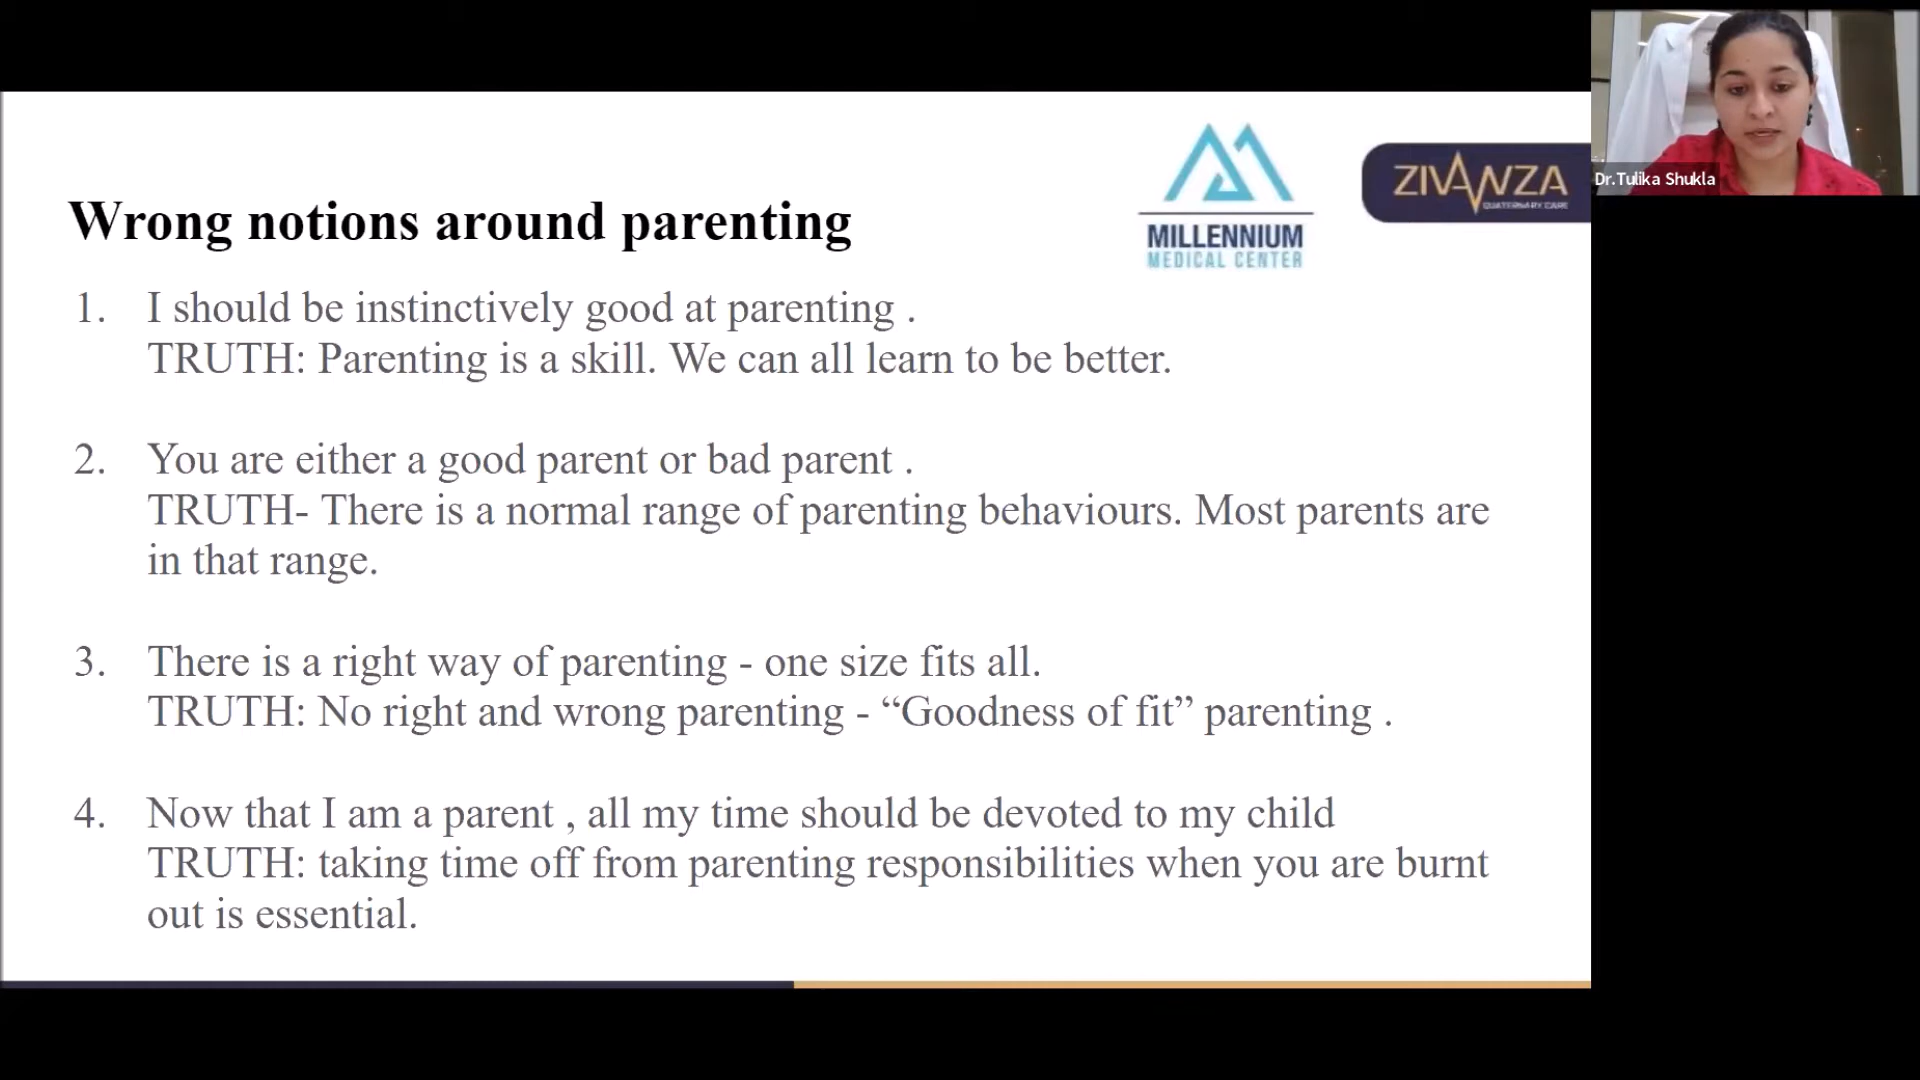 Wrong notions around parenting
MILLENNIUM
MEDICAL CENTER
ZIVANZA
QUATERNARY CARE
Dr.Tulika Shukla
1. I should be instinctively good at parenting .
TRUTH: Parenting is a skill. We can all learn to be better.
2. You are either a good parent or bad parent .
TRUTH- There is a normal range of parenting behaviours. Most parents are
in that range.
3. There is a right way of parenting - one size fits all.
TRUTH: No right and wrong parenting - “Goodness of fit” parenting .
4. Now that I am a parent , all my time should be devoted to my child
TRUTH: taking time off from parenting responsibilities when you are burnt
out is essential.